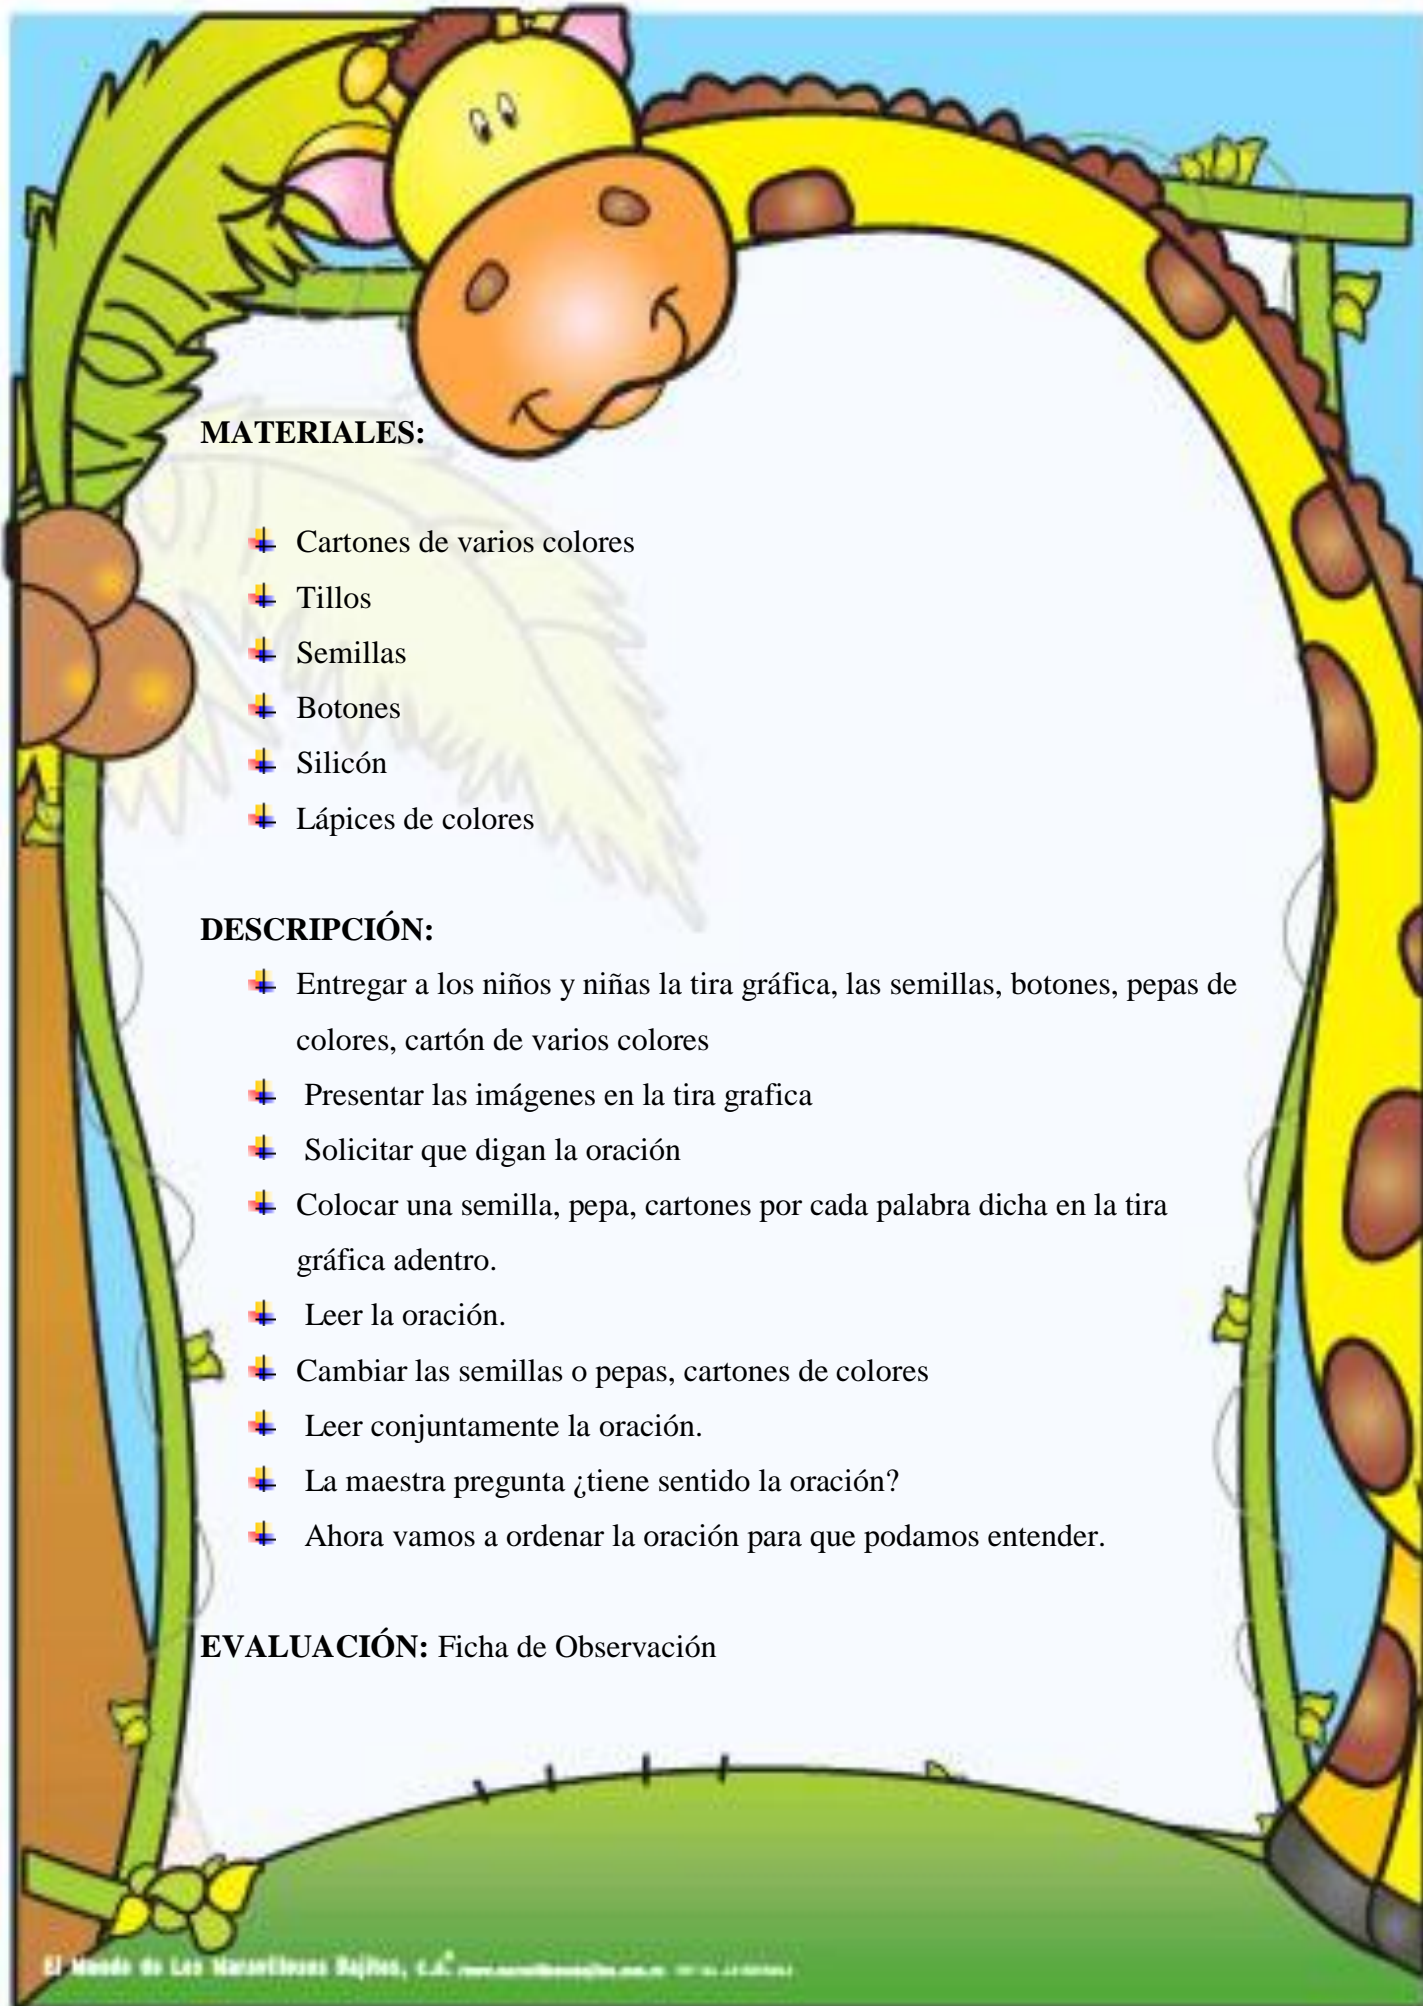 MATERIALES:
Cartones de varios colores
Tillos
Semillas
Botones
Silicón
Lápices de colores
DESCRIPCIÓN:
Entregar a los niños y niñas la tira gráfica, las semillas, botones, pepas de
colores, cartón de varios colores
Presentar las imágenes en la tira grafica
Solicitar que digan la oración
Colocar una semilla, pepa, cartones por cada palabra dicha en la tira
gráfica adentro.
Leer la oración.
Cambiar las semillas o pepas, cartones de colores
Leer conjuntamente la oración.
La maestra pregunta ¿tiene sentido la oración?
Ahora vamos a ordenar la oración para que podamos entender.
EVALUACIÓN: Ficha de Observación
El Mundo de Los Maravillosos Bajitos, c.a.